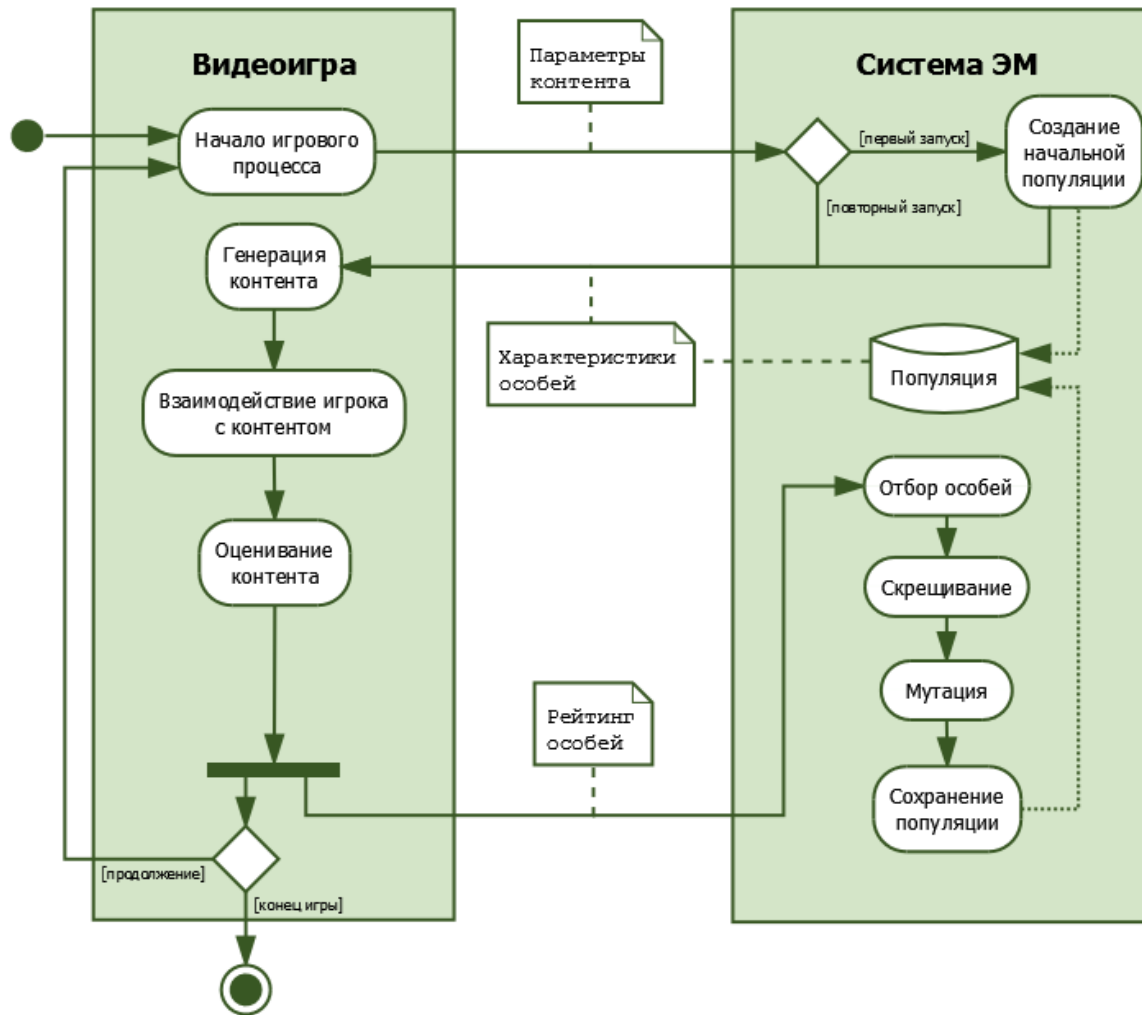 Видеоигра
Параметры
контента
Система ЭМ
Начало игрового
процесса
[первый запуск]
Создание
начальной
популяции
[повторный запуск]
Генерация
контента
Характеристики
особей
Популяция
Взаимодействие игрока
с контентом
Отбор особей
Оценивание
контента
Скрещивание
Мутация
Рейтинг
особей
Сохранение
популяции
[продолжение]
[конец игры]